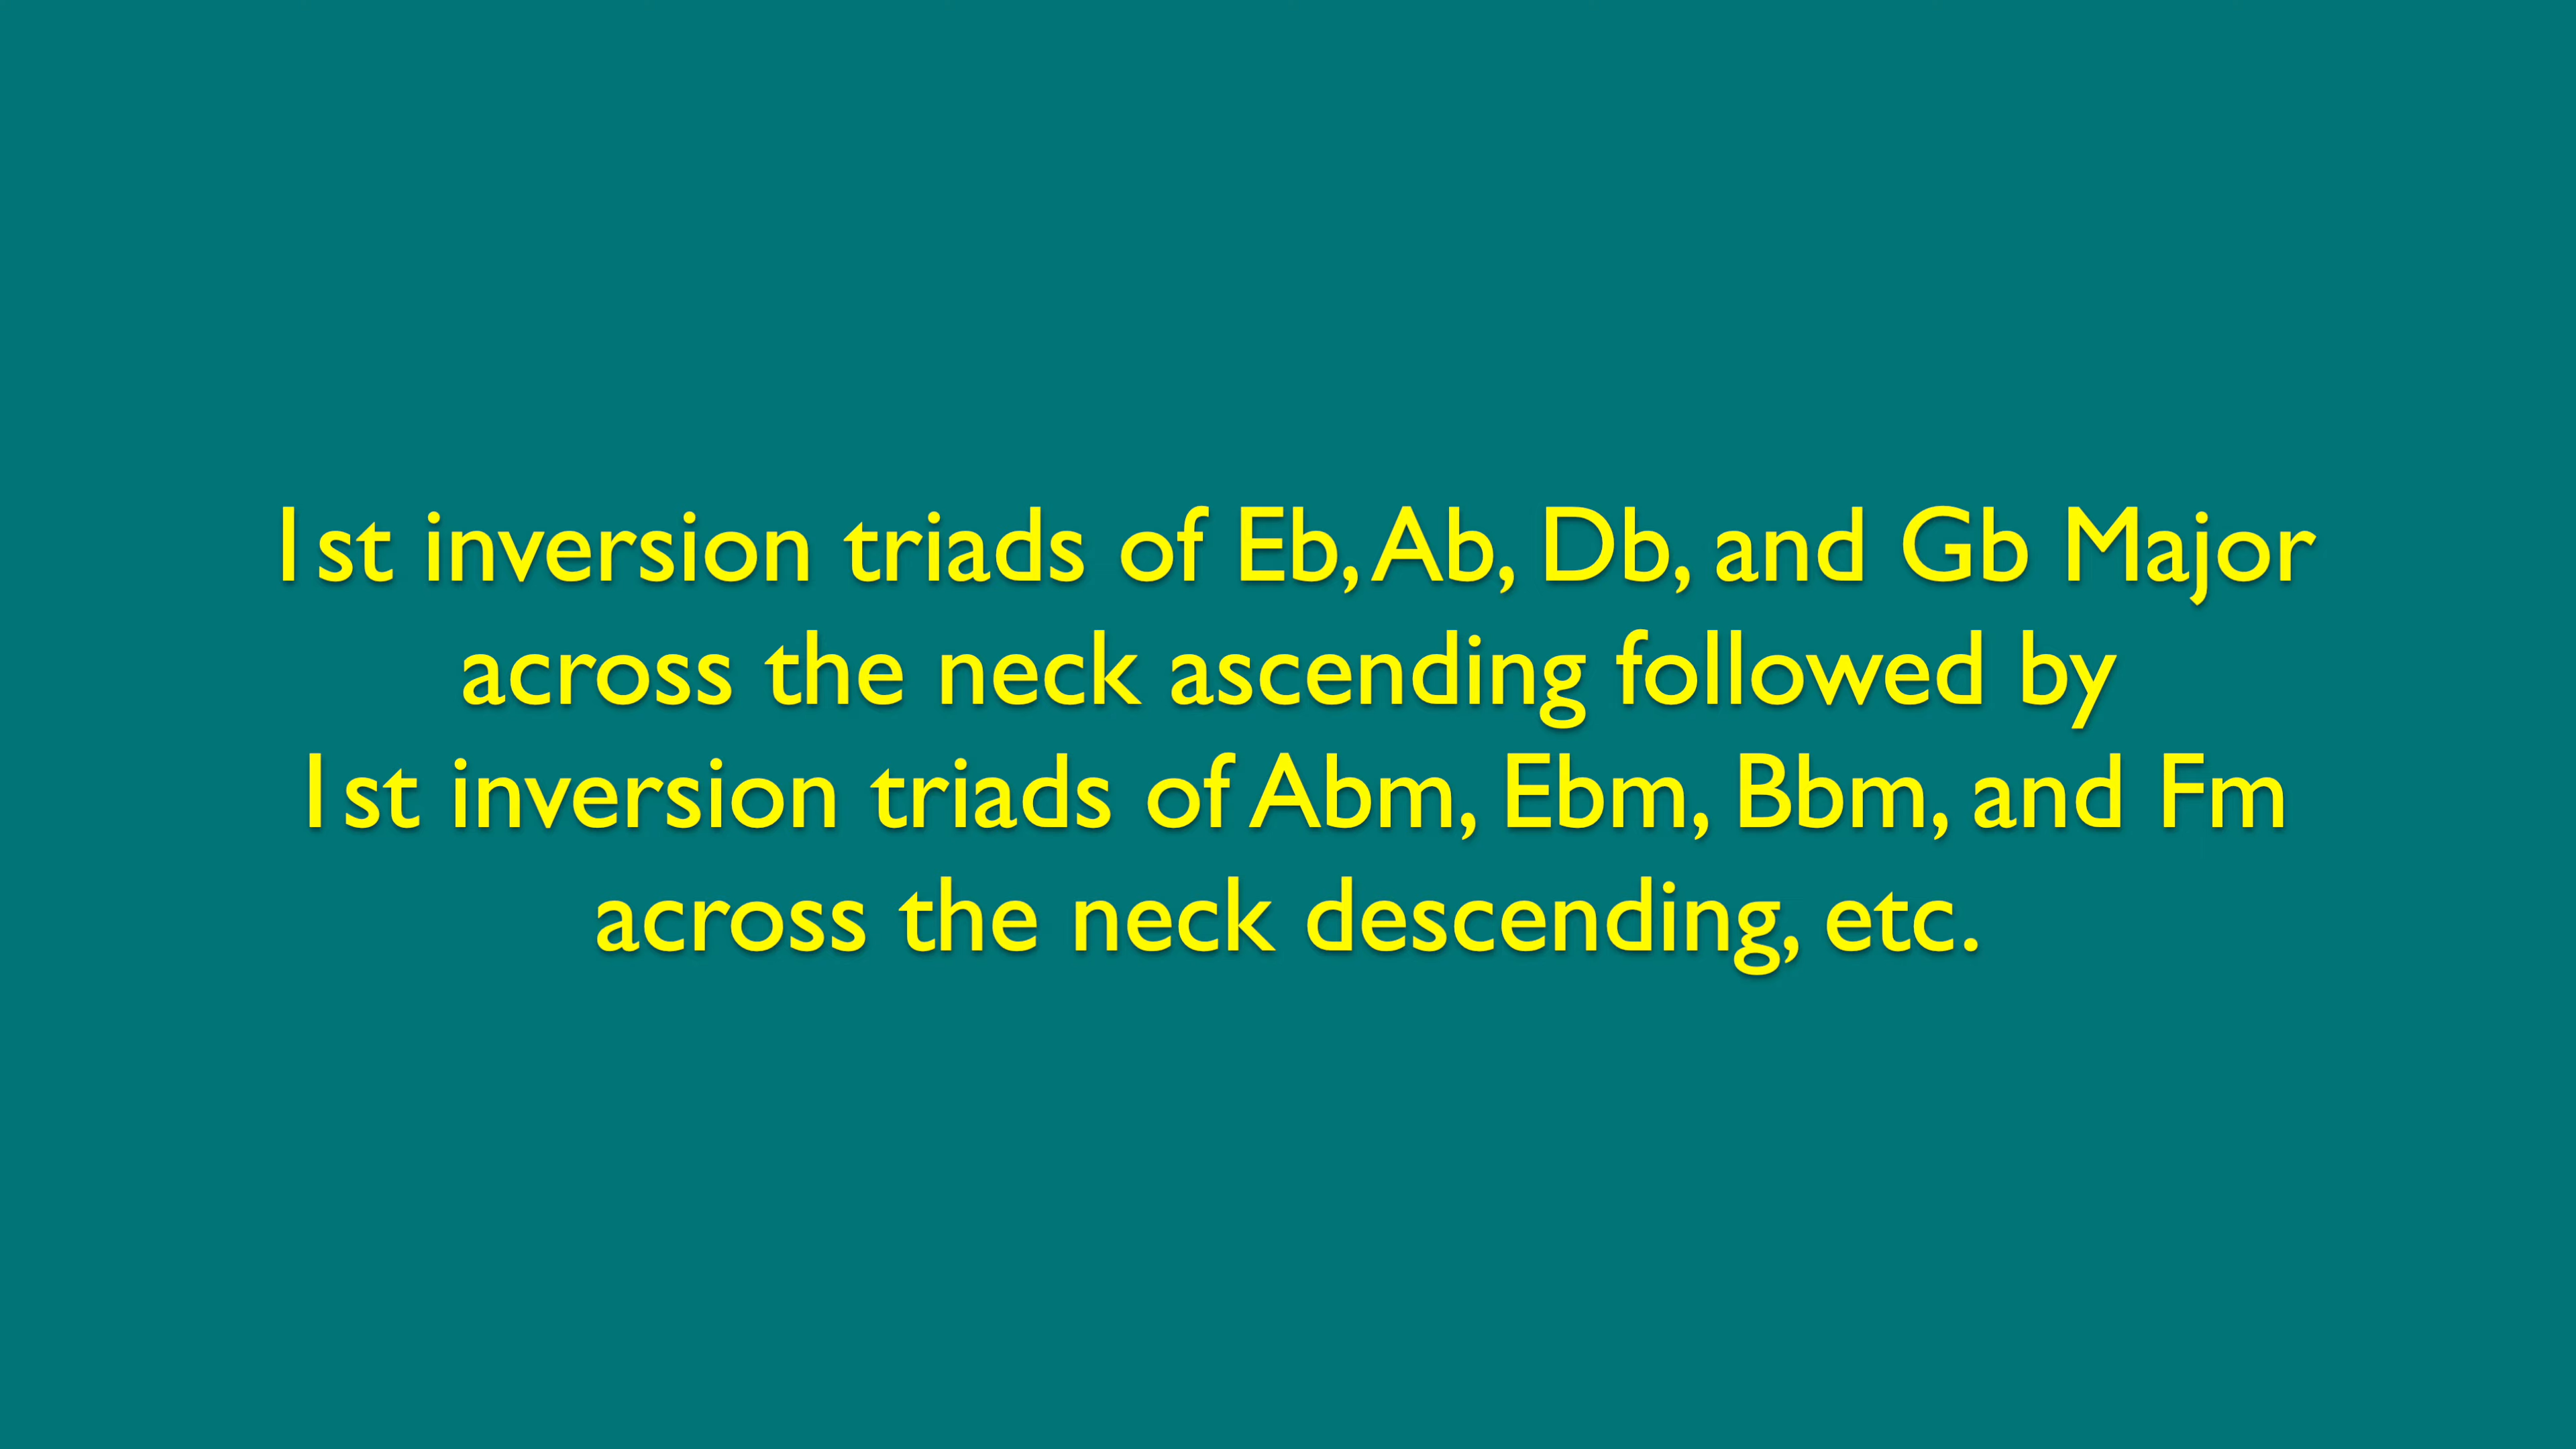 1st inversion triads of Eb, Ab, Db, and Gb Major
across the neck ascending followed by
1st inversion triads of Abm, Ebm, Bbm, and Fm
across the neck descending, etc.